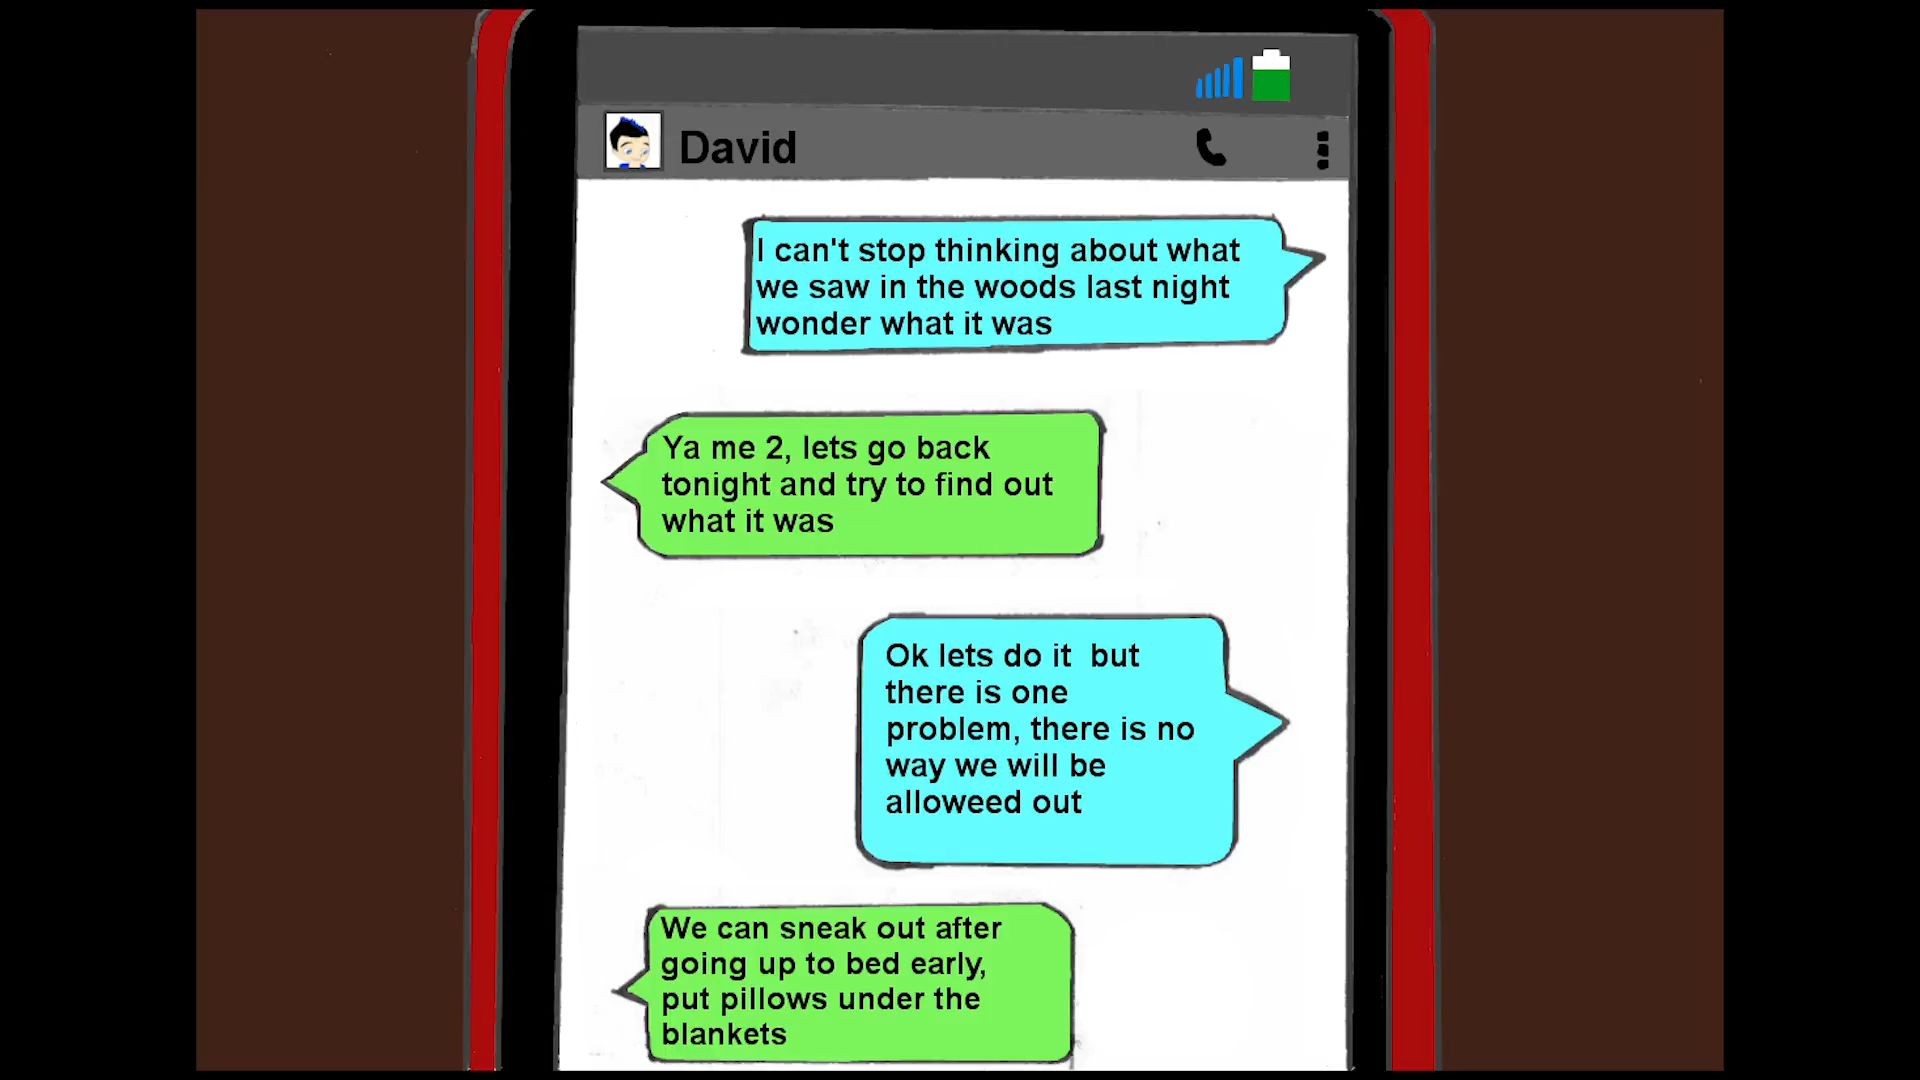 David
I can't stop thinking about what
we saw in the woods last night
wonder what it was
Ya me 2, lets go back
tonight and try to find out
what it was
Ok lets do it  but
there is one
problem, there is no
way we will be
alloweed out
We can sneak out after
going up to bed early,
put pillows under the
blankets